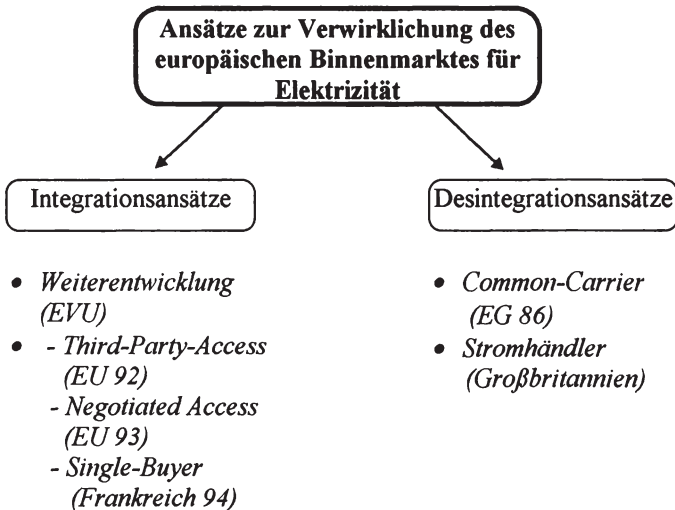 Ansätze zur Verwirklichung des
europäischen Binnenmarktes für
Elektrizität
Integrationsansätze
• Weiterentwicklung
(EVU)
• - Third-Party-Access
(EU 92)
- Negotiated Access
(EU 93)
- Single-Buyer
(Frankreich 94)
Desintegrationsansätze
• Common-Carrier
(EG 86)
• Stromhändler
(Großbritannien)